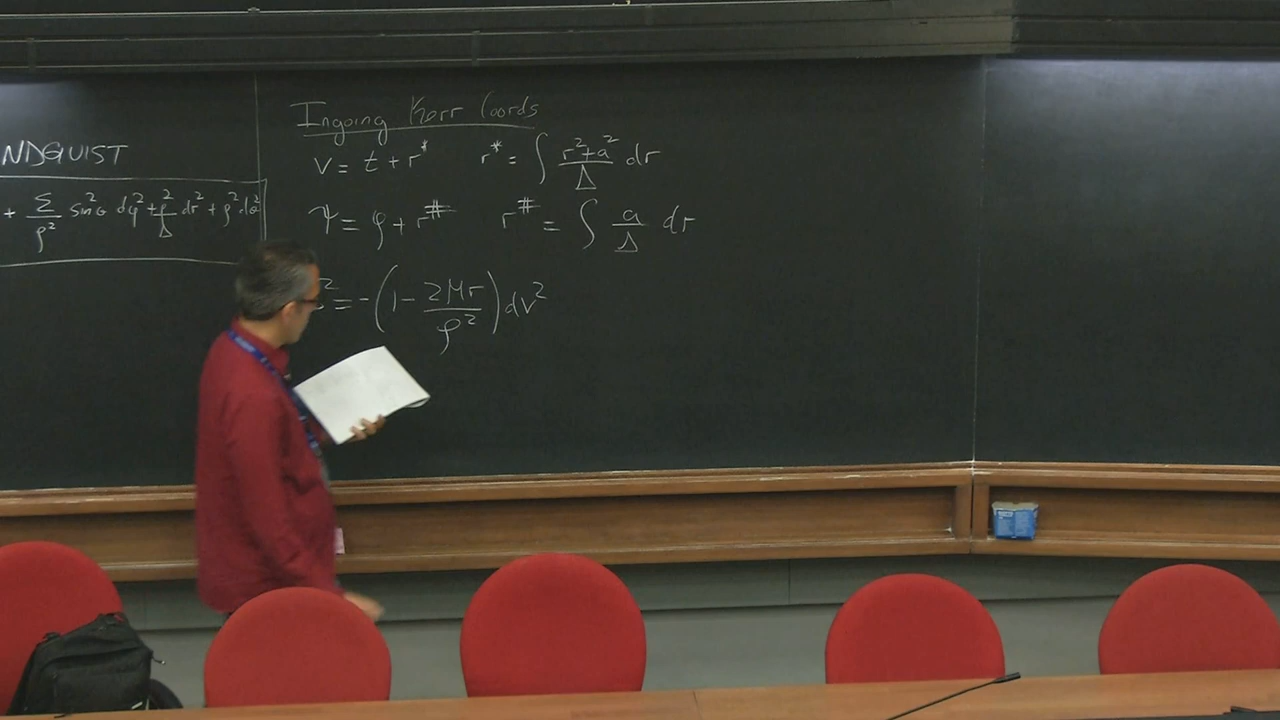 NDQUIST
+ Σ/ρ² sin²θ dφ² + ρ²/Δ dr² + ρ² dθ²
Ingoing Kerr Coords
v = t + r* r* = ∫ (r²+a²)/Δ dr
ψ = φ + r^# r^# = ∫ a/Δ dr
² = -(1 - 2Mr/ρ²) dv²